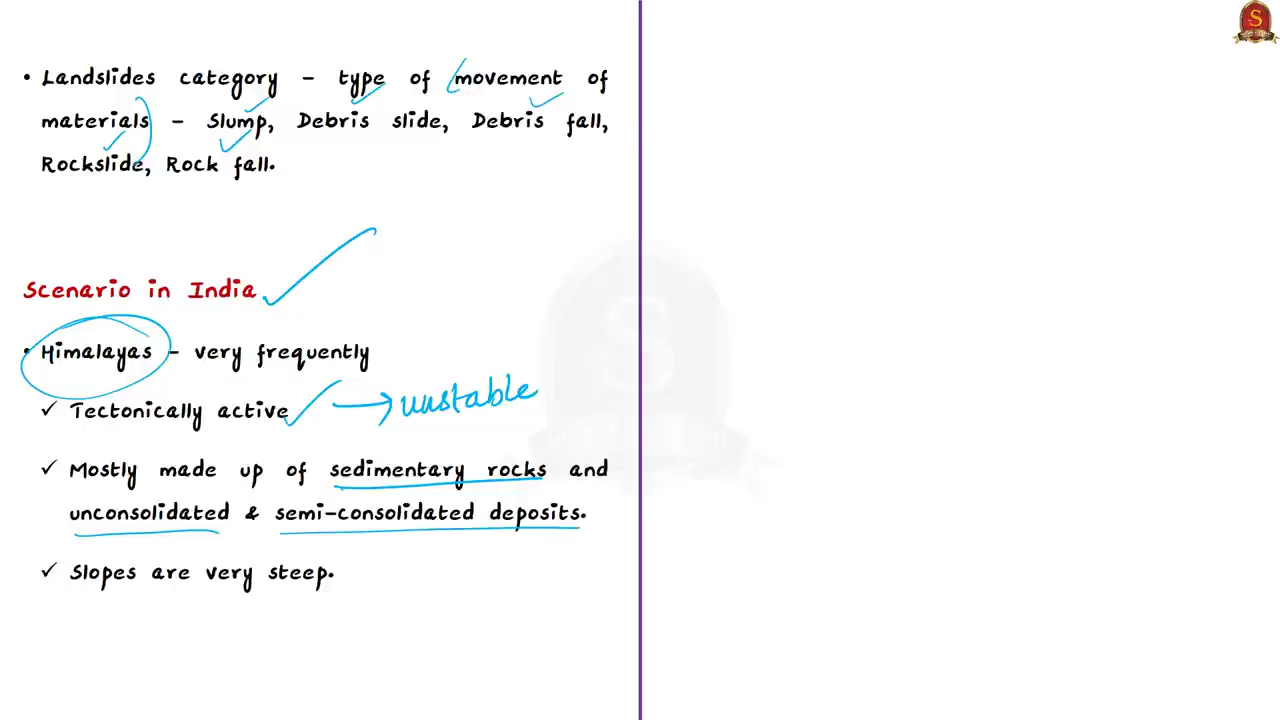 • Landslides category - type of movement of
materials - Slump, Debris slide, Debris fall,
Rockslide, Rock fall.
Scenario in India
• Himalayas - very frequently
✓ Tectonically active → unstable
✓ Mostly made up of sedimentary rocks and
unconsolidated & semi-consolidated deposits.
✓ Slopes are very steep.
S